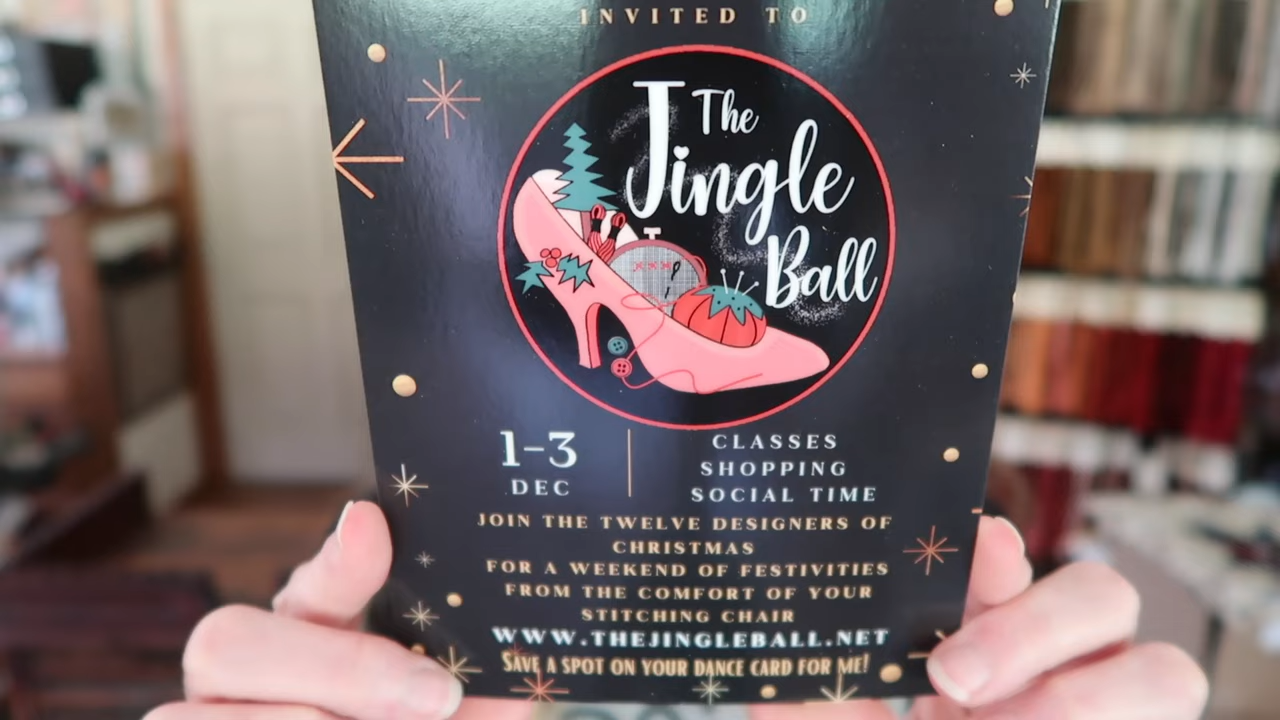 INVITED TO
The
Jingle
Ball
1-3
DEC
CLASSES
SHOPPING
SOCIAL TIME
JOIN THE TWELVE DESIGNERS OF
CHRISTMAS
FOR A WEEKEND OF FESTIVITIES
FROM THE COMFORT OF YOUR
STITCHING CHAIR
WWW.THEJINGLEBALL.NET
SAVE A SPOT ON YOUR DANCE CARD FOR ME!